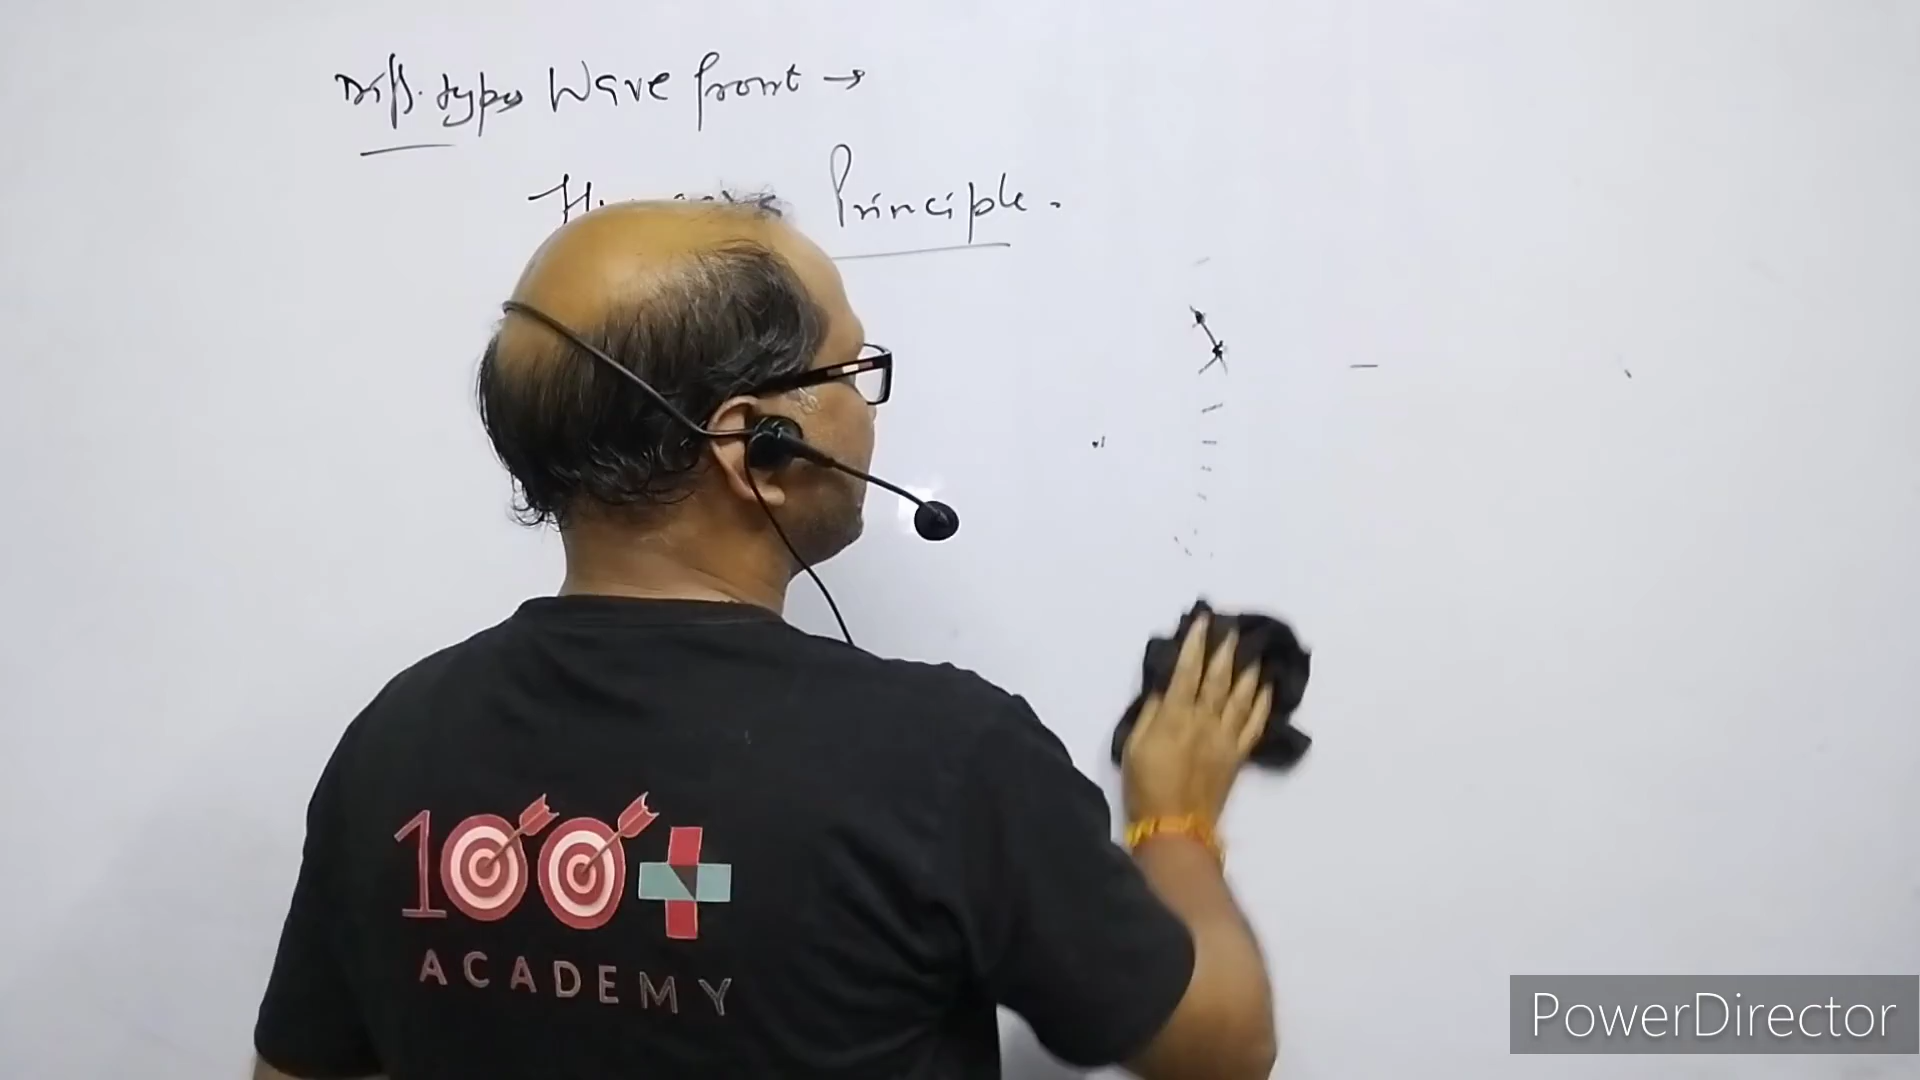 Diff. types Wave front →
Principle.
100+
ACADEMY
PowerDirector